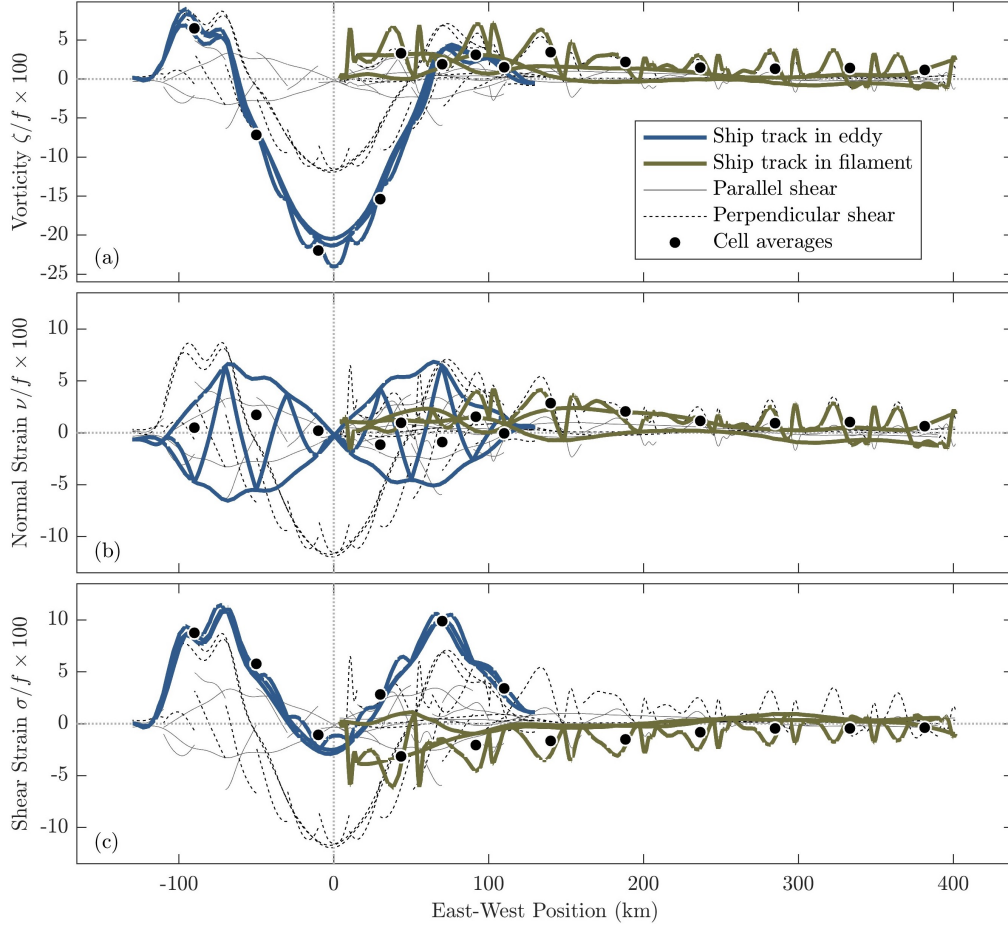 5
0
-5
-10
-15
-20
-25
Vorticity ζ/f × 100
(a)
Ship track in eddy
Ship track in filament
Parallel shear
Perpendicular shear
Cell averages
10
5
0
-5
-10
Normal Strain ν/f × 100
(b)
10
5
0
-5
-10
Shear Strain σ/f × 100
(c)
-100 0 100 200 300 400
East-West Position (km)